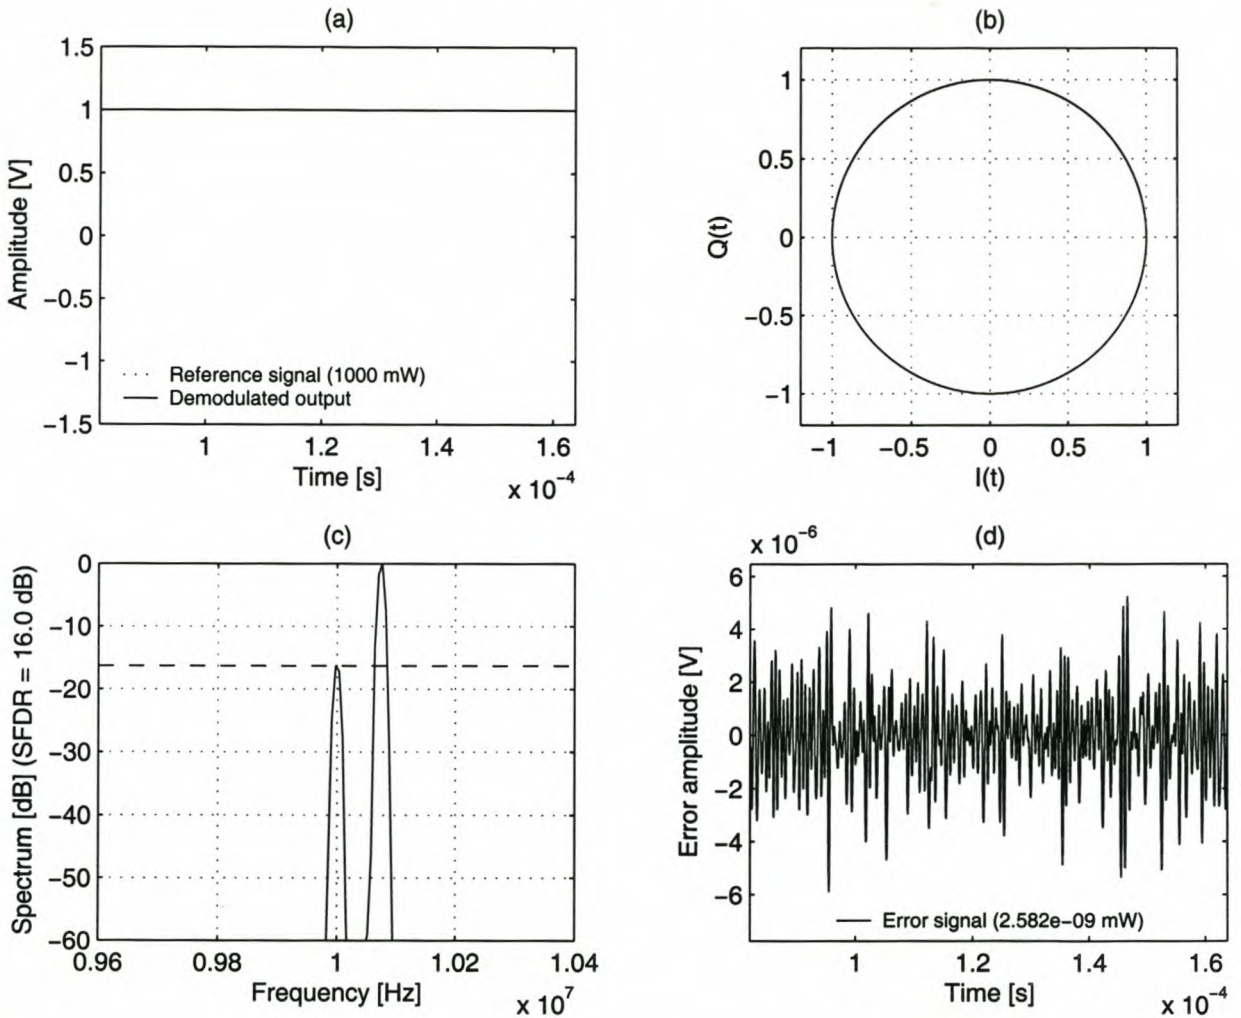 (a)
1.5
1
0.5
0
−0.5
−1
−1.5
Amplitude [V]
Reference signal (1000 mW)
Demodulated output
1
1.2
1.4
1.6
Time [s]
x 10−4
(b)
1
0.5
0
−0.5
−1
Q(t)
−1
−0.5
0
0.5
1
I(t)
(c)
0
−10
−20
−30
−40
−50
−60
Spectrum [dB] (SFDR = 16.0 dB)
0.96
0.98
1
1.02
1.04
Frequency [Hz]
x 107
(d)
x 10−6
6
4
2
0
−2
−4
−6
Error amplitude [V]
Error signal (2.582e−09 mW)
1
1.2
1.4
1.6
Time [s]
x 10−4